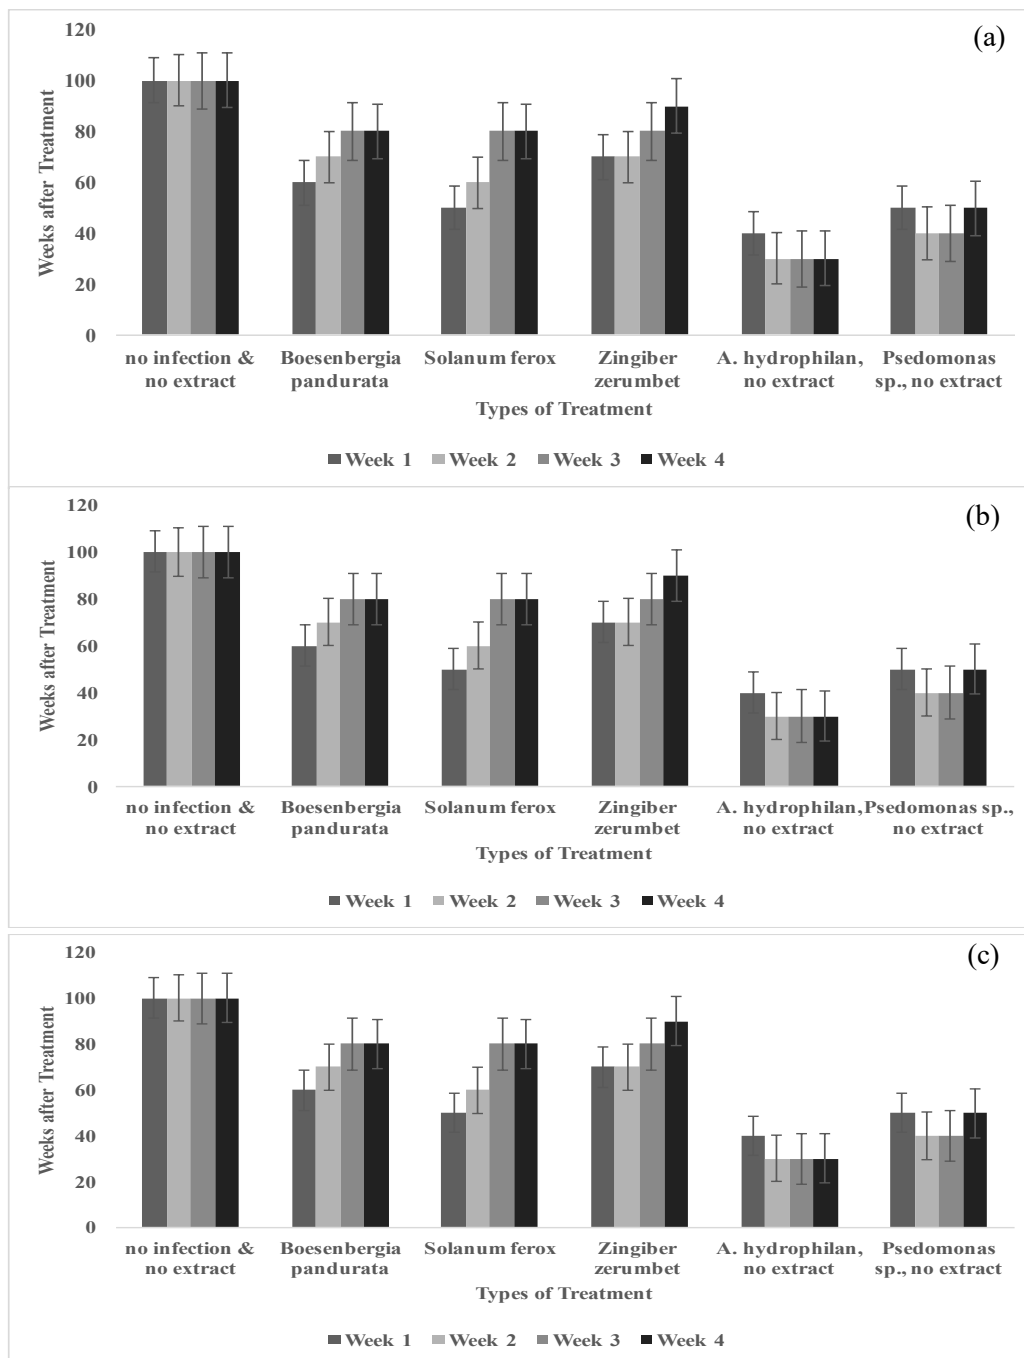 (a)
120
100
80
60
40
20
0
Weeks after Treatment
no infection & no extract
Boesenbergia pandurata
Solanum ferox
Zingiber zerumbet
A. hydrophilan, no extract
Psedomonas sp., no extract
Types of Treatment
Week 1 Week 2 Week 3 Week 4
(b)
120
100
80
60
40
20
0
Weeks after Treatment
no infection & no extract
Boesenbergia pandurata
Solanum ferox
Zingiber zerumbet
A. hydrophilan, no extract
Psedomonas sp., no extract
Types of Treatment
Week 1 Week 2 Week 3 Week 4
(c)
120
100
80
60
40
20
0
Weeks after Treatment
no infection & no extract
Boesenbergia pandurata
Solanum ferox
Zingiber zerumbet
A. hydrophilan, no extract
Psedomonas sp., no extract
Types of Treatment
Week 1 Week 2 Week 3 Week 4